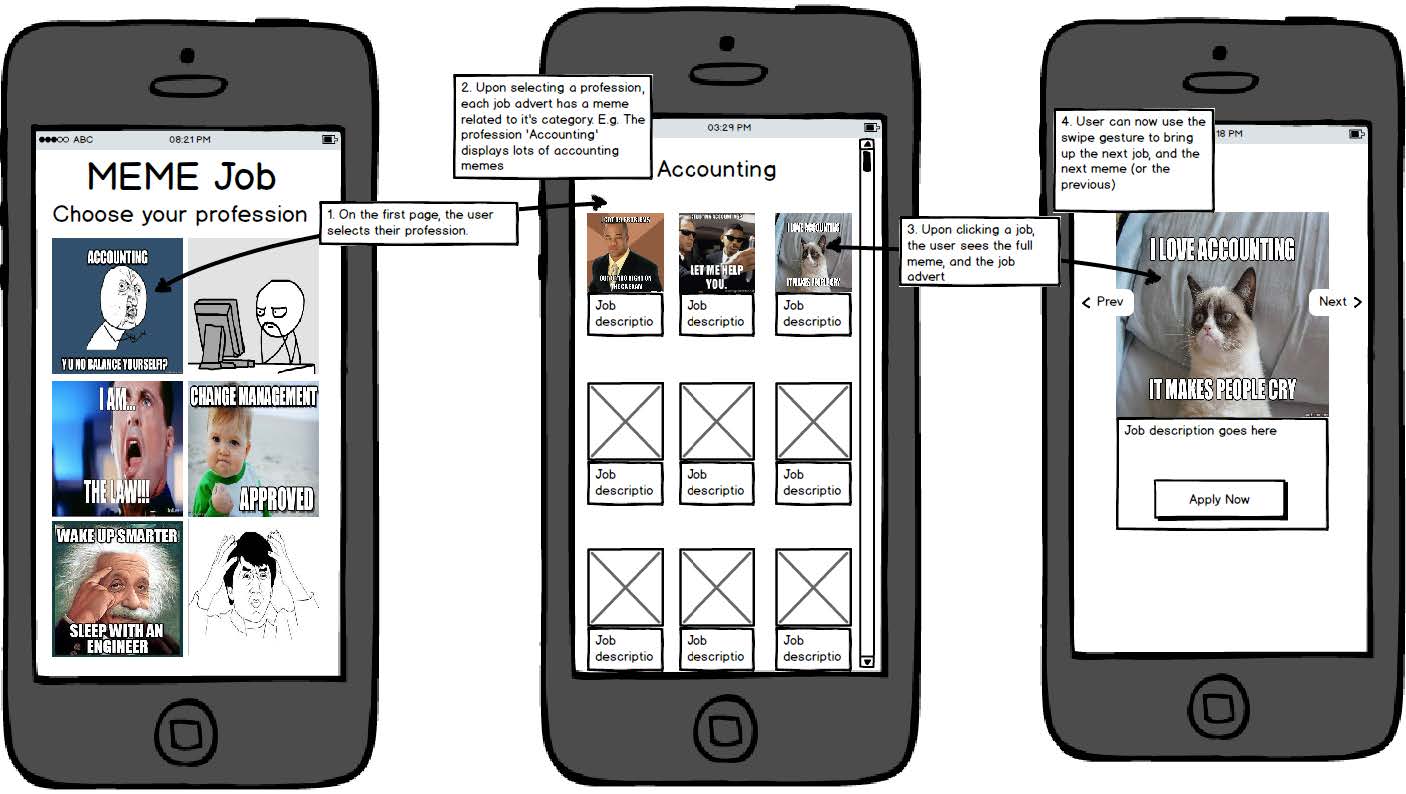 ●●●○○ ABC
08:21 PM
MEME Job
Choose your profession
ACCOUNTING
Y U NO BALANCE YOURSELF!?
I AM...
THE LAW!!!
CHANGE MANAGEMENT
APPROVED
WAKE UP SMARTER
SLEEP WITH AN
ENGINEER
1. On the first page, the user
selects their profession.
2. Upon selecting a profession,
each job advert has a meme
related to it's category. E.g. The
profession 'Accounting'
displays lots of accounting
memes
03:29 PM
Accounting
LET ME HELP
YOU.
I LOVE ACCOUNTING
IT MAKES PEOPLE CRY
Job
descriptio
Job
descriptio
Job
descriptio
Job
descriptio
Job
descriptio
Job
descriptio
Job
descriptio
Job
descriptio
Job
descriptio
3. Upon clicking a job,
the user sees the full
meme, and the job
advert
4. User can now use the
swipe gesture to bring
up the next job, and the
next meme (or the
previous)
18 PM
I LOVE ACCOUNTING
< Prev
Next >
IT MAKES PEOPLE CRY
Job description goes here
Apply Now